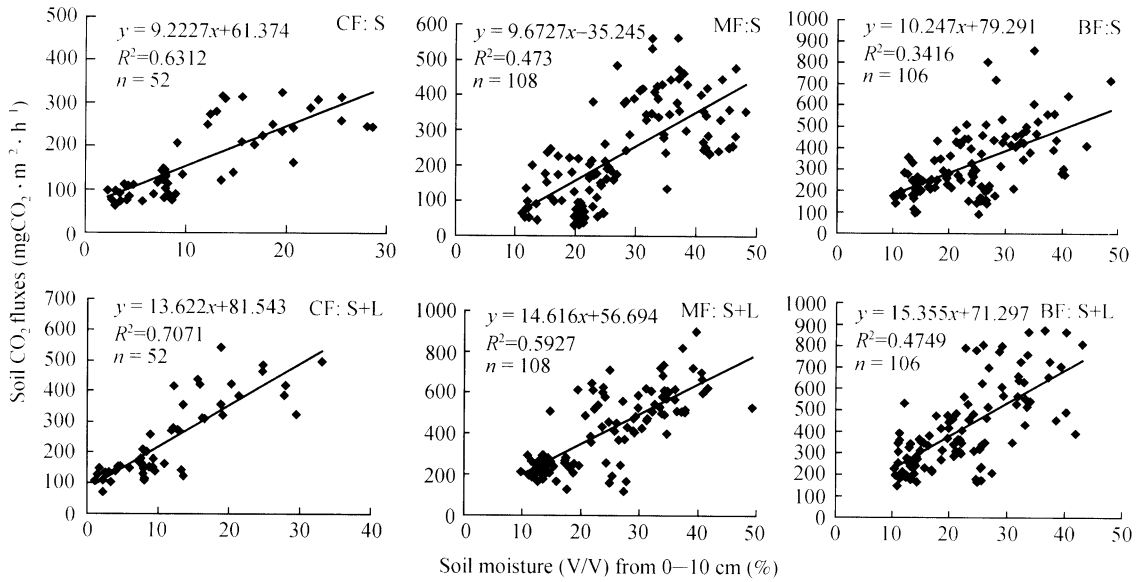 Soil CO2 fluxes (mgCO2 · m⁻² · h⁻¹)
y = 9.2227x+61.374
R²=0.6312
n = 52
CF: S
500
400
300
200
100
0
0 10 20 30
y = 9.6727x−35.245
R²=0.473
n = 108
MF:S
600
500
400
300
200
100
0
0 10 20 30 40 50
y = 10.247x+79.291
R²=0.3416
n = 106
BF:S
1000
900
800
700
600
500
400
300
200
100
0
0 10 20 30 40 50
y = 13.622x+81.543
R²=0.7071
n = 52
CF: S+L
700
600
500
400
300
200
100
0
0 10 20 30 40
y = 14.616x+56.694
R²=0.5927
n = 108
MF: S+L
1000
800
600
400
200
0
0 10 20 30 40 50
y = 15.355x+71.297
R²=0.4749
n = 106
BF: S+L
1000
900
800
700
600
500
400
300
200
100
0
0 10 20 30 40 50
Soil moisture (V/V) from 0—10 cm (%)